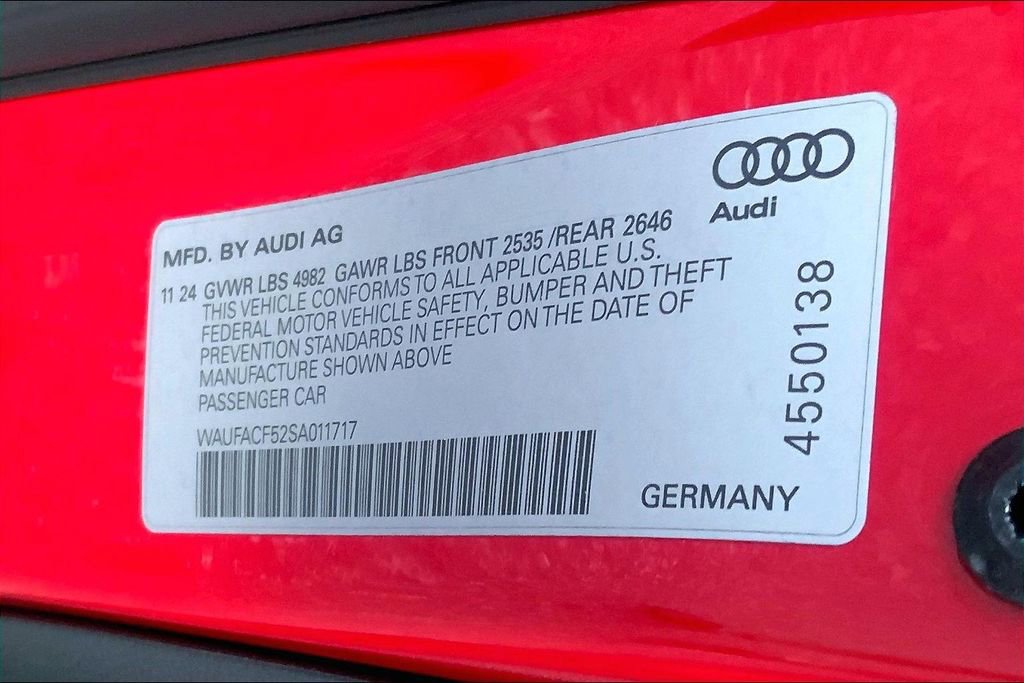 Audi
MFD. BY AUDI AG
11 24 GVWR LBS 4982 GAWR LBS FRONT 2535 /REAR 2646
THIS VEHICLE CONFORMS TO ALL APPLICABLE U.S.
FEDERAL MOTOR VEHICLE SAFETY, BUMPER AND THEFT
PREVENTION STANDARDS IN EFFECT ON THE DATE OF
MANUFACTURE SHOWN ABOVE
PASSENGER CAR
WAUFACF52SA011717
GERMANY
4550138